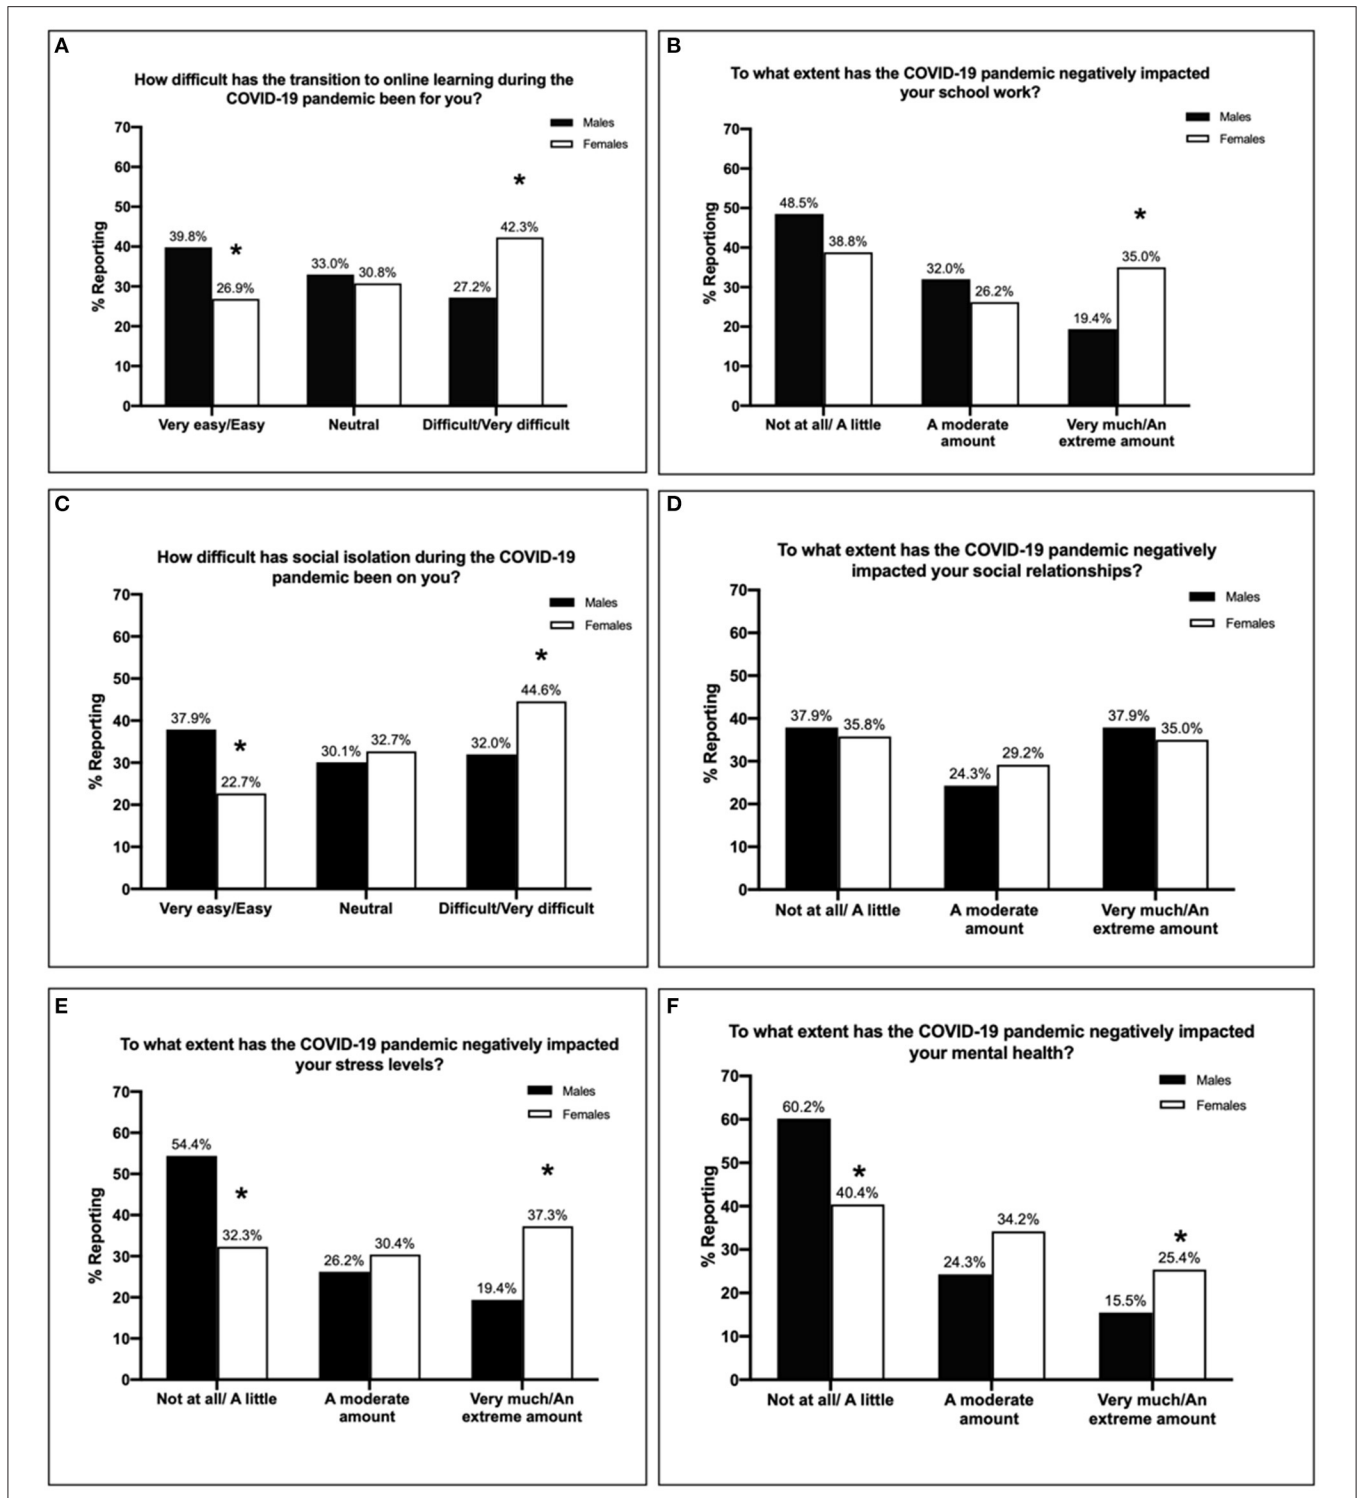 A
How difficult has the transition to online learning during the
COVID-19 pandemic been for you?
Males
Females
% Reporting
70
60
50
40
30
20
10
0
39.8%
*
26.9%
33.0%
30.8%
27.2%
*
42.3%
Very easy/Easy
Neutral
Difficult/Very difficult
B
To what extent has the COVID-19 pandemic negatively impacted
your school work?
Males
Females
% Reportiong
70
60
50
40
30
20
10
0
48.5%
38.8%
32.0%
26.2%
19.4%
*
35.0%
Not at all/ A little
A moderate
amount
Very much/An
extreme amount
C
How difficult has social isolation during the COVID-19
pandemic been on you?
Males
Females
% Reporting
70
60
50
40
30
20
10
0
37.9%
*
22.7%
30.1%
32.7%
32.0%
*
44.6%
Very easy/Easy
Neutral
Difficult/Very difficult
D
To what extent has the COVID-19 pandemic negatively
impacted your social relationships?
Males
Females
% Reporting
70
60
50
40
30
20
10
0
37.9%
35.8%
24.3%
29.2%
37.9%
35.0%
Not at all/ A little
A moderate
amount
Very much/An
extreme amount
E
To what extent has the COVID-19 pandemic negatively impacted
your stress levels?
Males
Females
% Reporting
70
60
50
40
30
20
10
0
54.4%
*
32.3%
26.2%
30.4%
19.4%
*
37.3%
Not at all/ A little
A moderate
amount
Very much/An
extreme amount
F
To what extent has the COVID-19 pandemic negatively impacted
your mental health?
Males
Females
% Reporting
70
60
50
40
30
20
10
0
60.2%
*
40.4%
24.3%
34.2%
15.5%
*
25.4%
Not at all/ A little
A moderate
amount
Very much/An
extreme amount